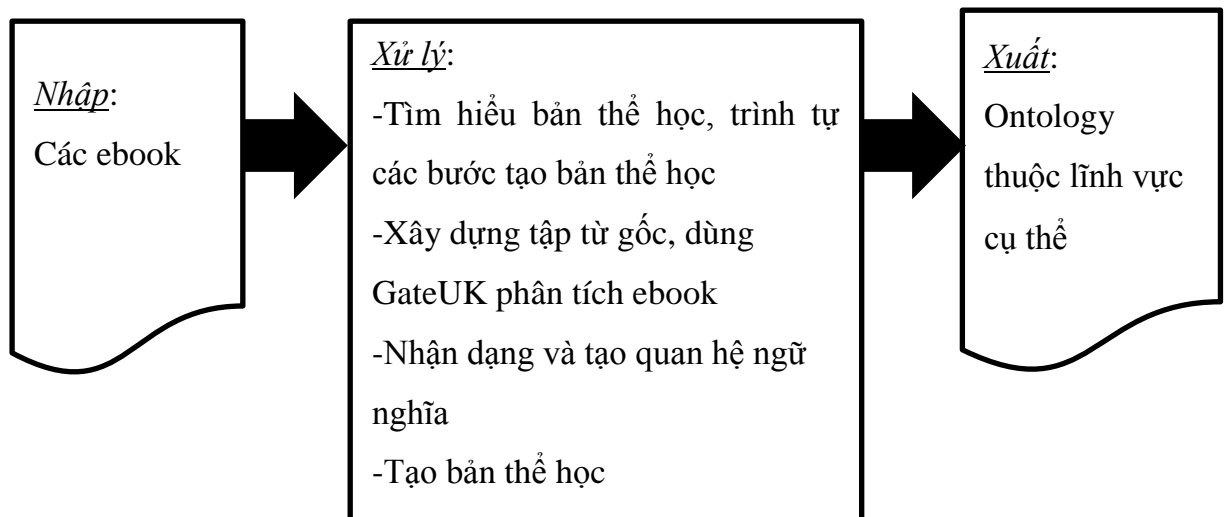 Nhập:
Các ebook
Xử lý:
-Tìm hiểu bản thể học, trình tự
các bước tạo bản thể học
-Xây dựng tập từ gốc, dùng
GateUK phân tích ebook
-Nhận dạng và tạo quan hệ ngữ
nghĩa
-Tạo bản thể học
Xuất:
Ontology
thuộc lĩnh vực
cụ thể